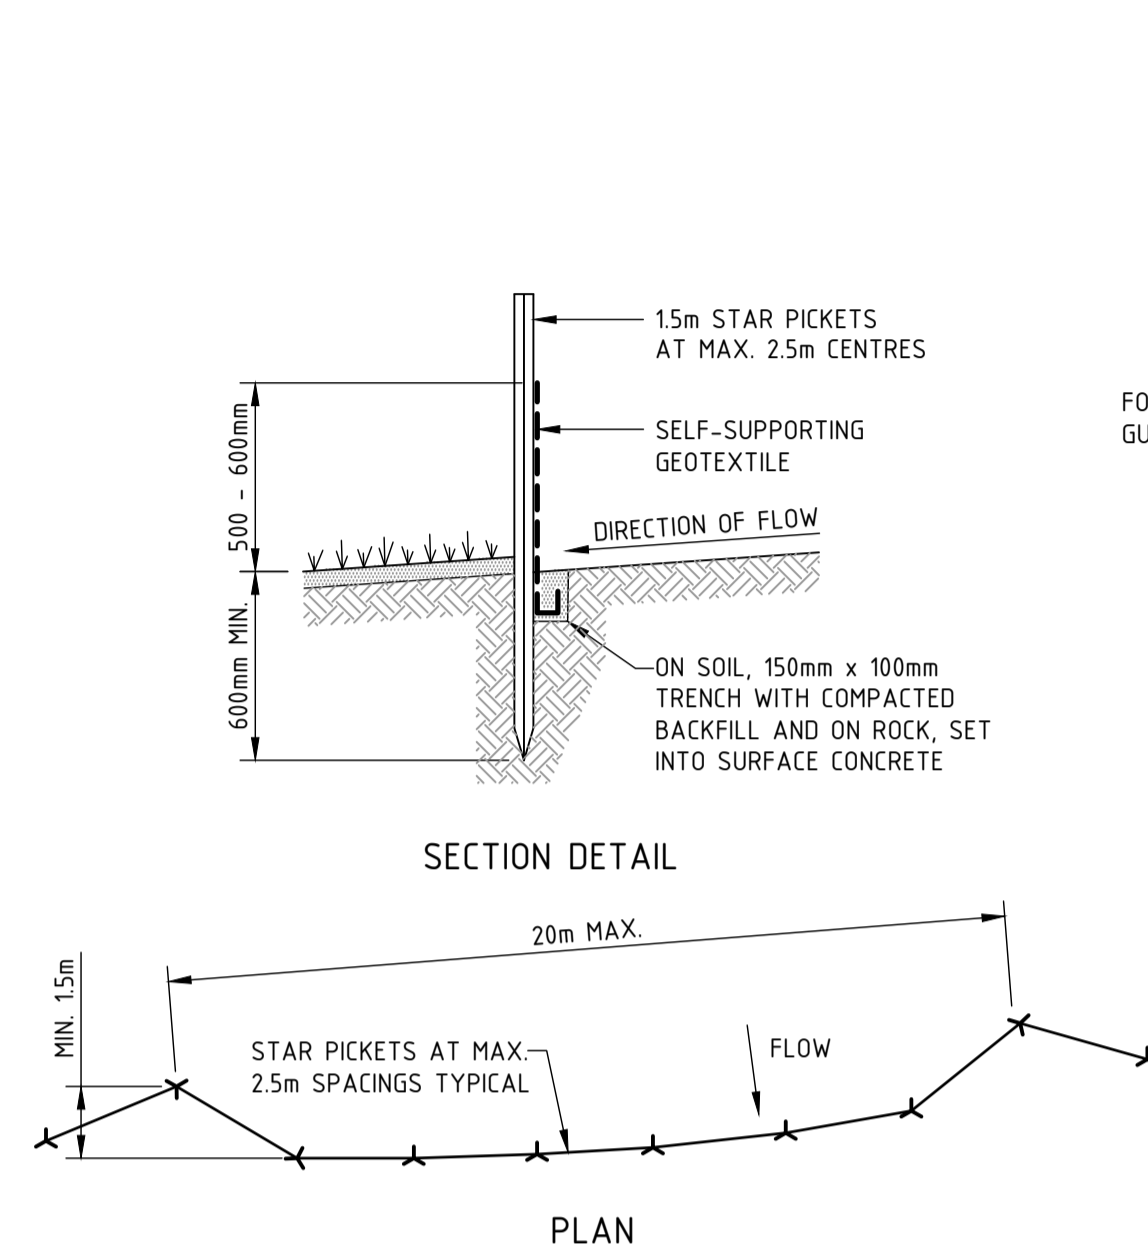 1.5m STAR PICKETS
AT MAX. 2.5m CENTRES
500 - 600mm
SELF-SUPPORTING
GEOTEXTILE
DIRECTION OF FLOW
600mm MIN.
ON SOIL, 150mm x 100mm
TRENCH WITH COMPACTED
BACKFILL AND ON ROCK, SET
INTO SURFACE CONCRETE
SECTION DETAIL
20m MAX.
MIN. 1.5m
STAR PICKETS AT MAX.
2.5m SPACINGS TYPICAL
FLOW
PLAN